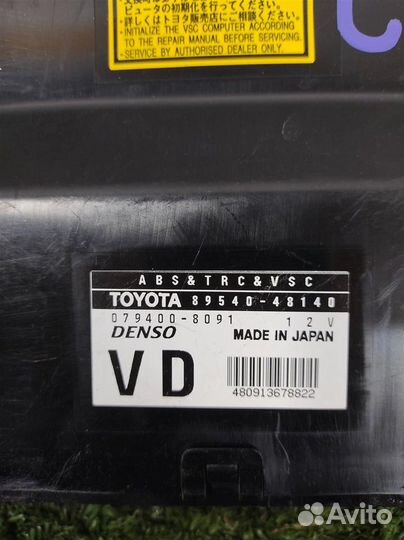 ピュータの初期化を行ってください。
詳しくはトヨタ販売店にご相談ください。
・INITIALIZE THE VSC COMPUTER ACCORDING
TO THE REPAIR MANUAL BEFORE SERVICING.
・SERVICE BY AUTHORISED DEALER ONLY.
ABS&TRC&VSC
TOYOTA 89540-48140
079400-8091 12V
DENSO MADE IN JAPAN
VD
480913678822
Avito